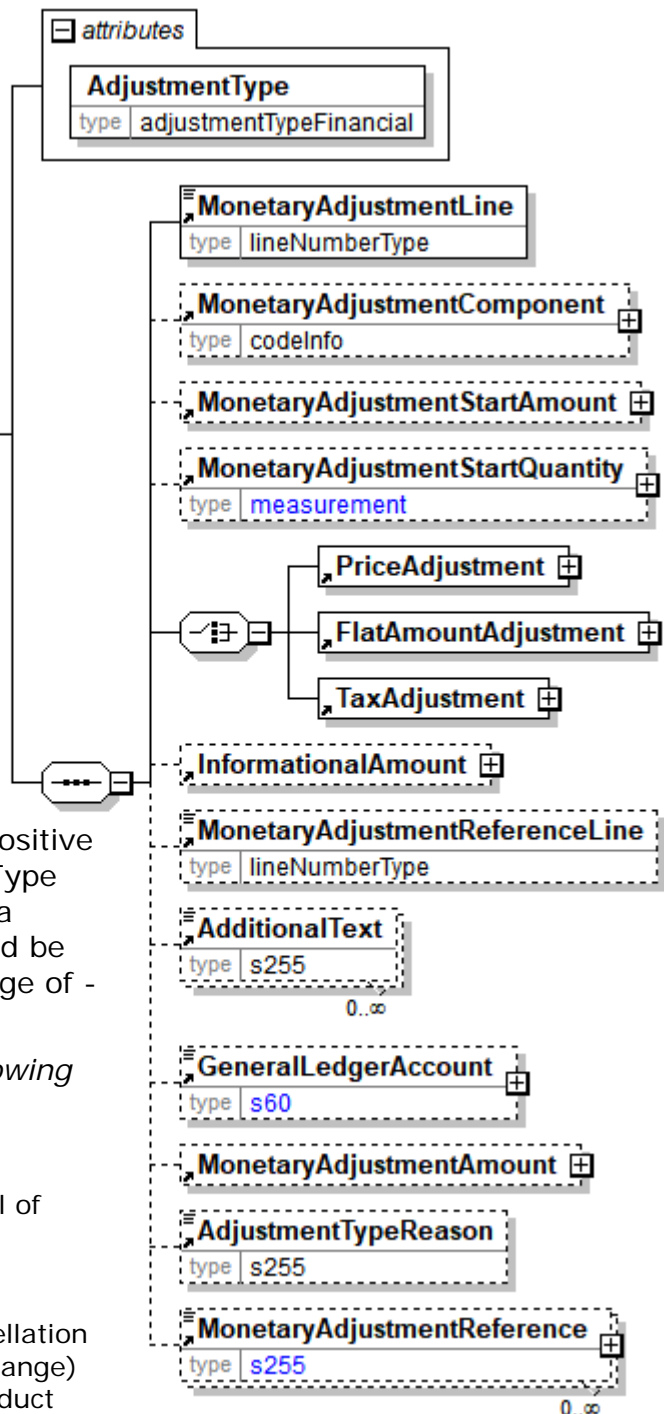 attributes
AdjustmentType
type adjustmentTypeFinancial
MonetaryAdjustmentLine
type lineNumberType
MonetaryAdjustmentComponent
type codeInfo
MonetaryAdjustmentStartAmount
MonetaryAdjustmentStartQuantity
type measurement
PriceAdjustment
FlatAmountAdjustment
TaxAdjustment
InformationalAmount
MonetaryAdjustmentReferenceLine
type lineNumberType
AdditionalText
type s255
0..∞
GeneralLedgerAccount
type s60
MonetaryAdjustmentAmount
AdjustmentTypeReason
type s255
MonetaryAdjustmentReference
type s255
0..∞
ositive
Type
a
d be
ge of -
owing
l of
ellation
ange)
duct